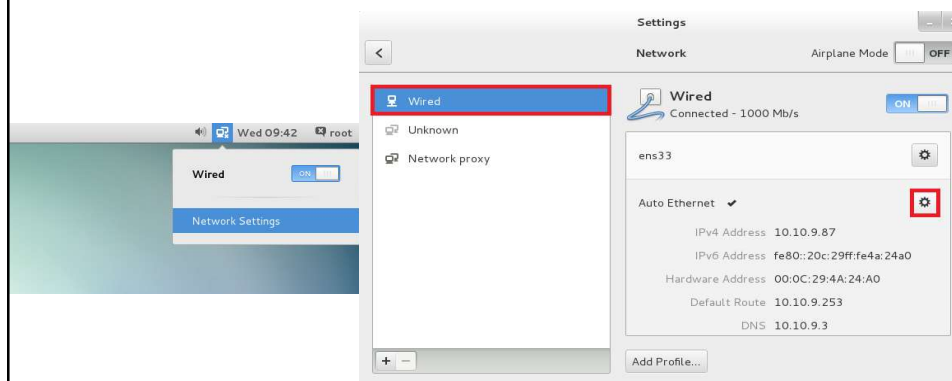 Wed 09:42 root
Wired ON
Network Settings
Settings
Network Airplane Mode OFF
Wired
Unknown
Network proxy
Wired ON
Connected - 1000 Mb/s
ens33
Auto Ethernet
IPv4 Address 10.10.9.87
IPv6 Address fe80::20c:29ff:fe4a:24a0
Hardware Address 00:0C:29:4A:24:A0
Default Route 10.10.9.253
DNS 10.10.9.3
Add Profile...